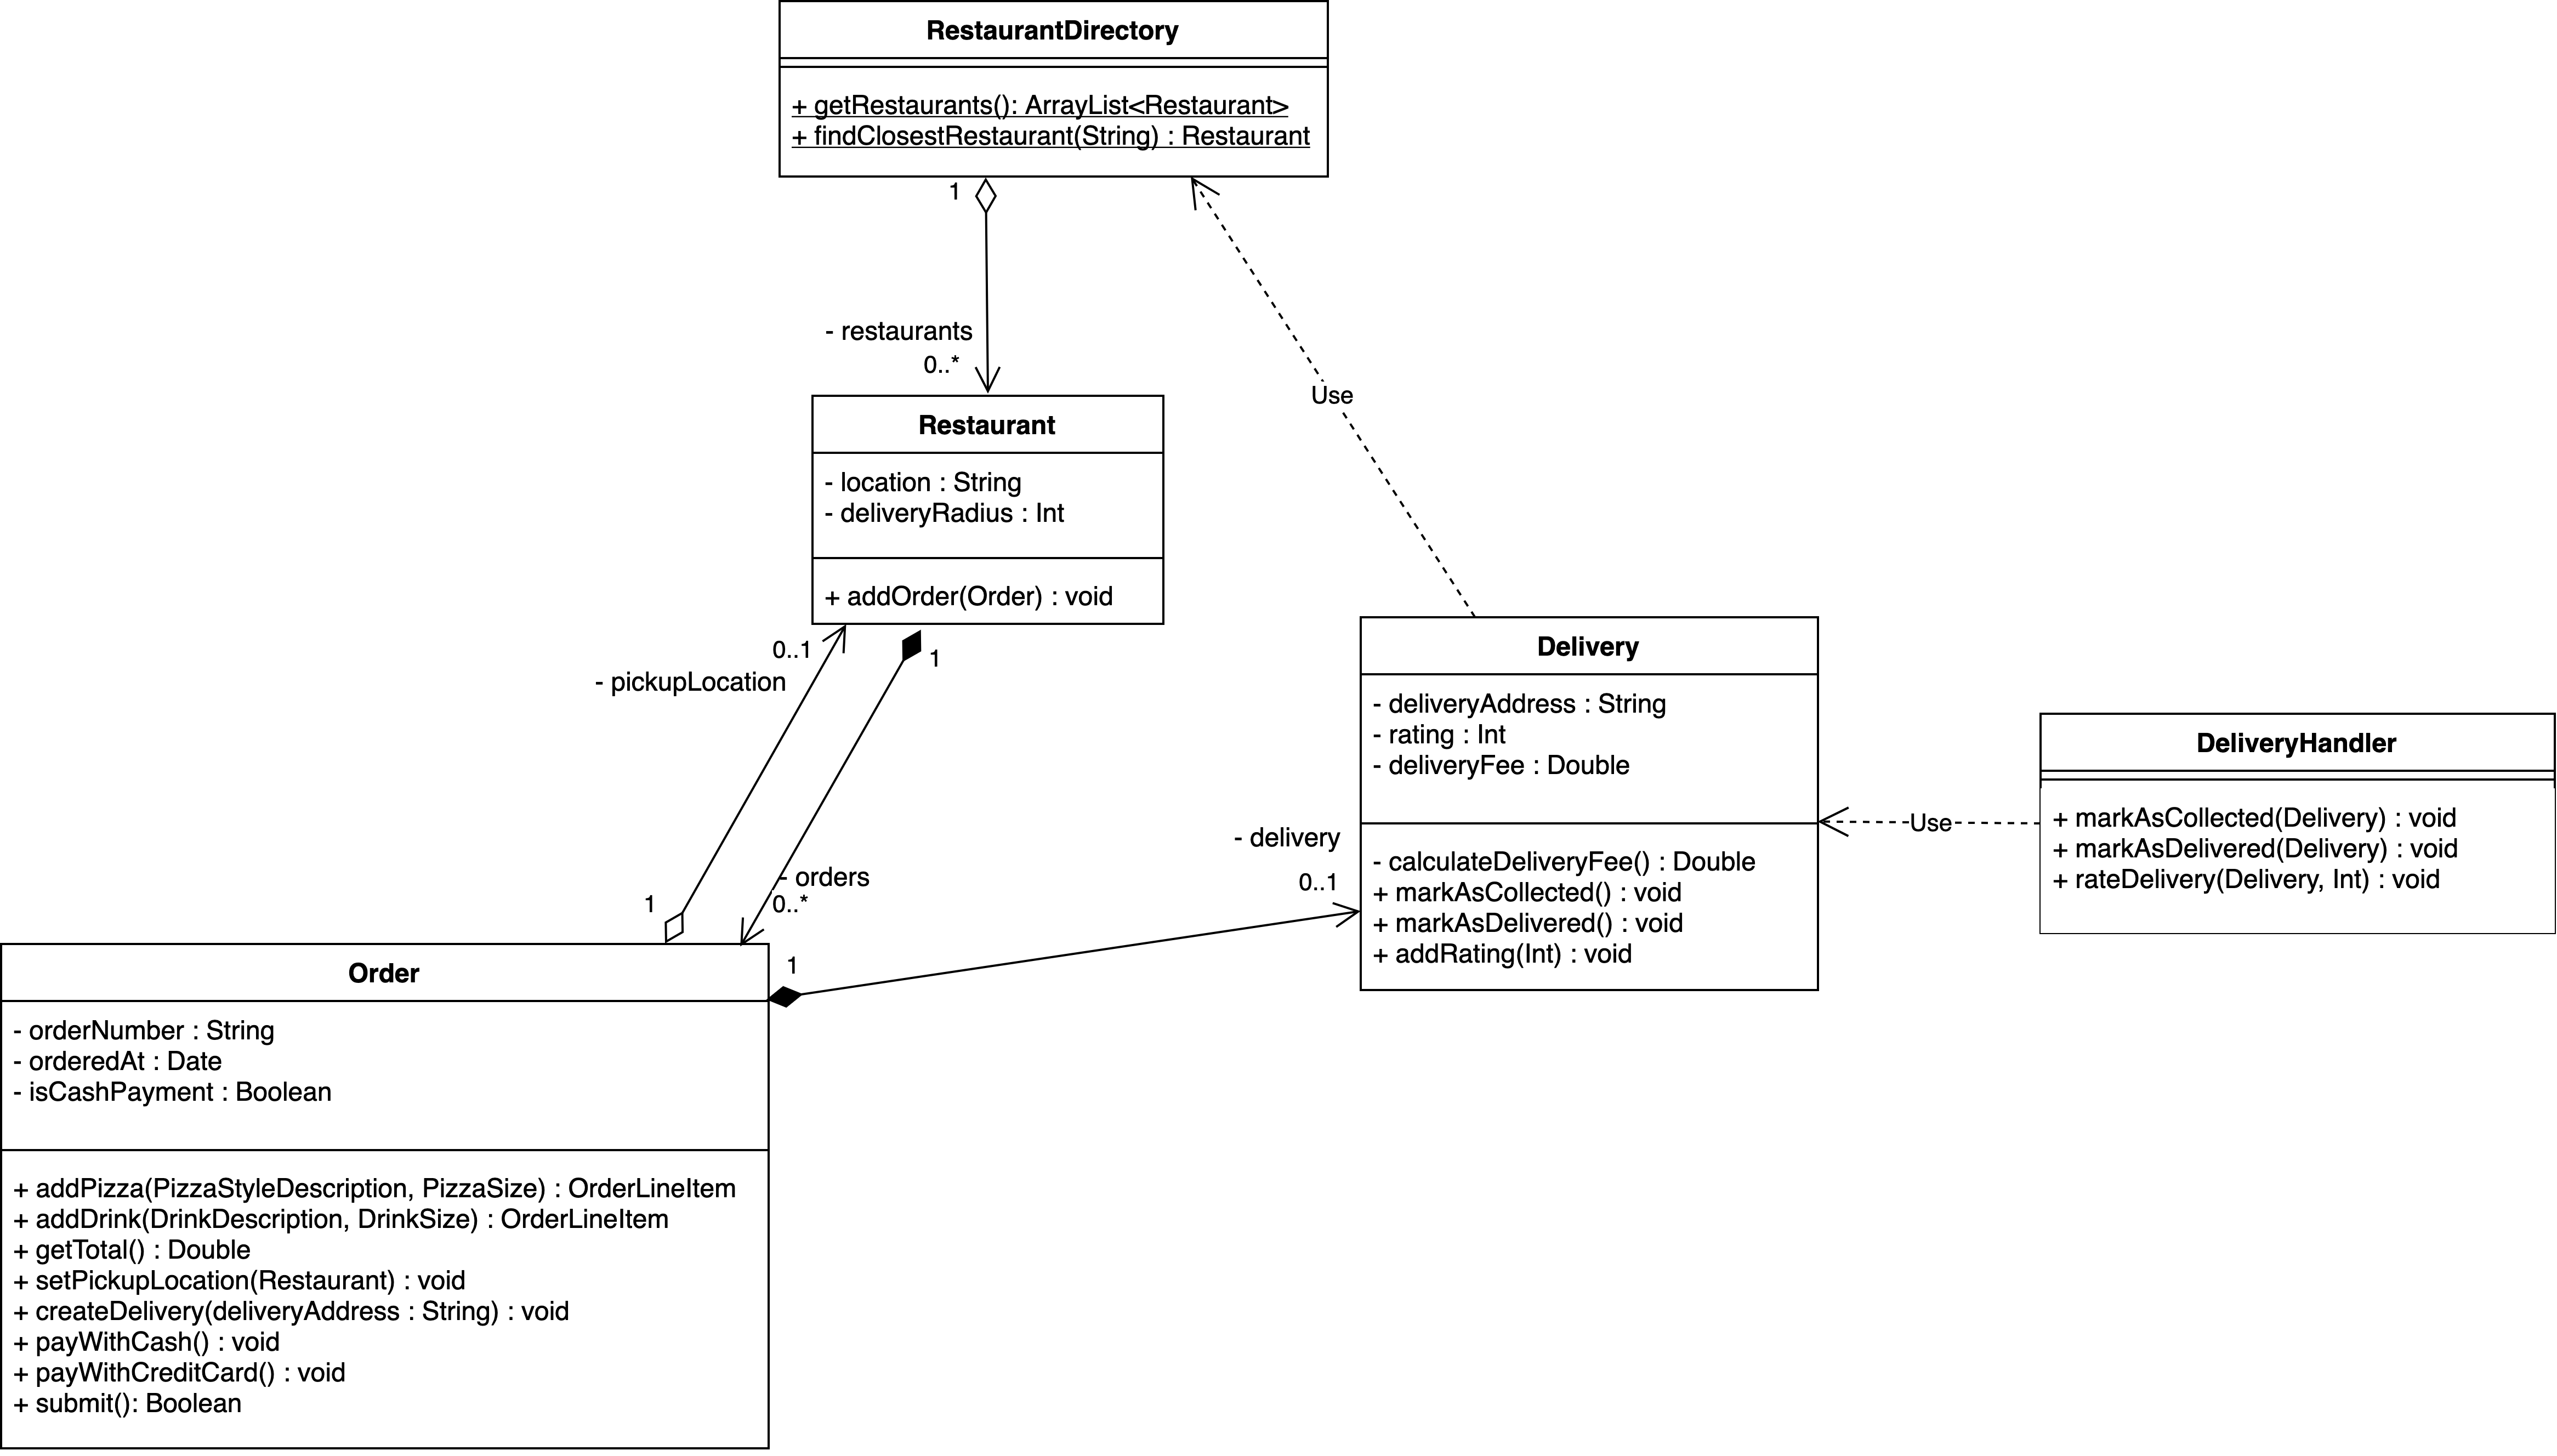 RestaurantDirectory
+ getRestaurants(): ArrayList<Restaurant>
+ findClosestRestaurant(String) : Restaurant
1
- restaurants
0..*
Use
Restaurant
- location : String
- deliveryRadius : Int
+ addOrder(Order) : void
0..1
- pickupLocation
1
- orders
0..*
1
Delivery
- deliveryAddress : String
- rating : Int
- deliveryFee : Double
- calculateDeliveryFee() : Double
+ markAsCollected() : void
+ markAsDelivered() : void
+ addRating(Int) : void
- delivery
0..1
1
Use
DeliveryHandler
+ markAsCollected(Delivery) : void
+ markAsDelivered(Delivery) : void
+ rateDelivery(Delivery, Int) : void
Order
- orderNumber : String
- orderedAt : Date
- isCashPayment : Boolean
+ addPizza(PizzaStyleDescription, PizzaSize) : OrderLineItem
+ addDrink(DrinkDescription, DrinkSize) : OrderLineItem
+ getTotal() : Double
+ setPickupLocation(Restaurant) : void
+ createDelivery(deliveryAddress : String) : void
+ payWithCash() : void
+ payWithCreditCard() : void
+ submit(): Boolean